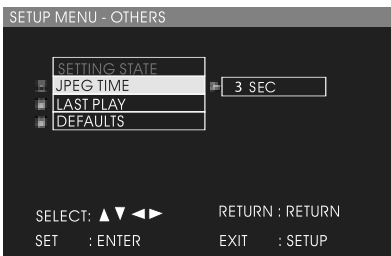 SETUP MENU - OTHERS
SETTING STATE
JPEG TIME 3 SEC
LAST PLAY
DEFAULTS
SELECT: ▲▼◄► RETURN : RETURN
SET : ENTER EXIT : SETUP